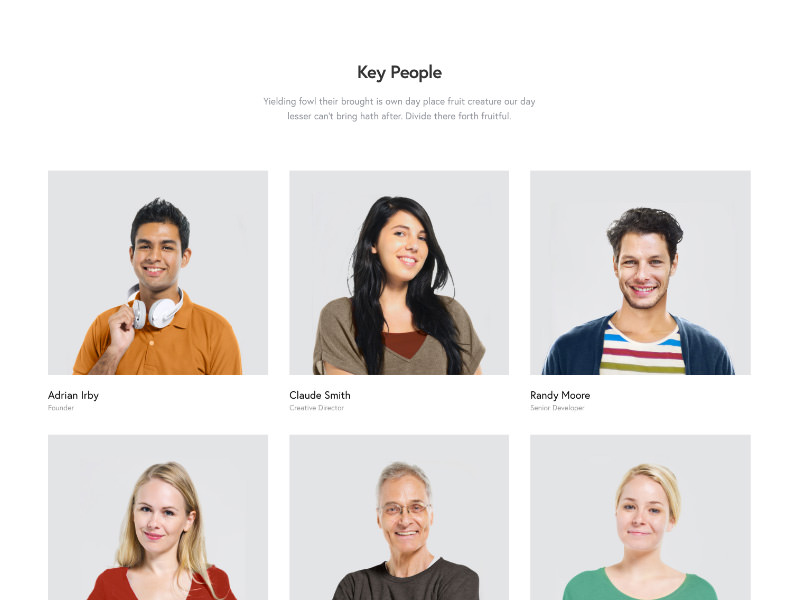 Key People
Yielding fowl their brought is own day place fruit creature our day
lesser can't bring hath after. Divide there forth fruitful.
Adrian Irby
Founder
Claude Smith
Creative Director
Randy Moore
Senior Developer